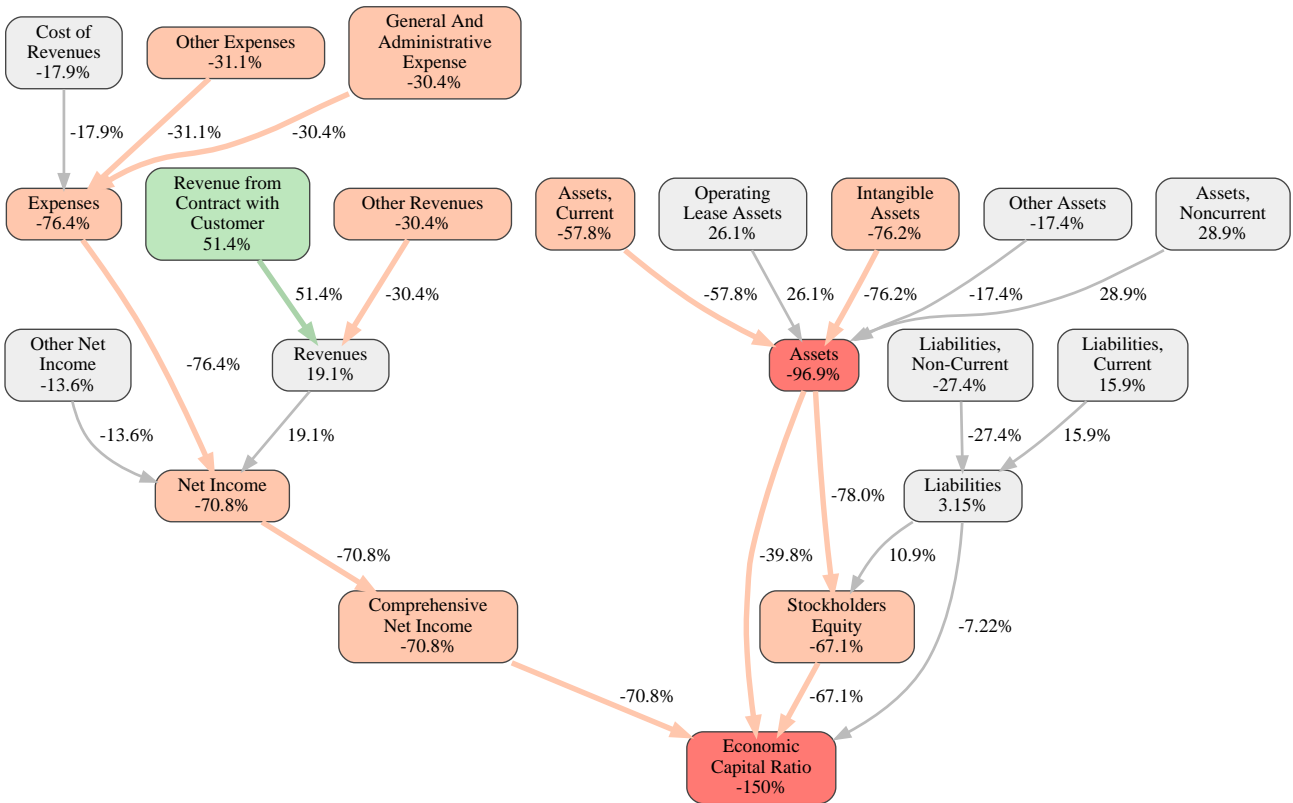 Cost of
Revenues
-17.9%
Other Expenses
-31.1%
General And
Administrative
Expense
-30.4%
-17.9%
-31.1%
-30.4%
Expenses
-76.4%
Revenue from
Contract with
Customer
51.4%
Other Revenues
-30.4%
Assets,
Current
-57.8%
Operating
Lease Assets
26.1%
Intangible
Assets
-76.2%
Other Assets
-17.4%
Assets,
Noncurrent
28.9%
51.4%
-30.4%
-57.8%
26.1%
-76.2%
-17.4%
28.9%
Other Net
Income
-13.6%
-76.4%
Revenues
19.1%
Assets
-96.9%
Liabilities,
Non-Current
-27.4%
Liabilities,
Current
15.9%
-13.6%
19.1%
-27.4%
15.9%
Net Income
-70.8%
-78.0%
Liabilities
3.15%
-70.8%
-39.8%
10.9%
Comprehensive
Net Income
-70.8%
Stockholders
Equity
-67.1%
-7.22%
-70.8%
-67.1%
Economic
Capital Ratio
-150%